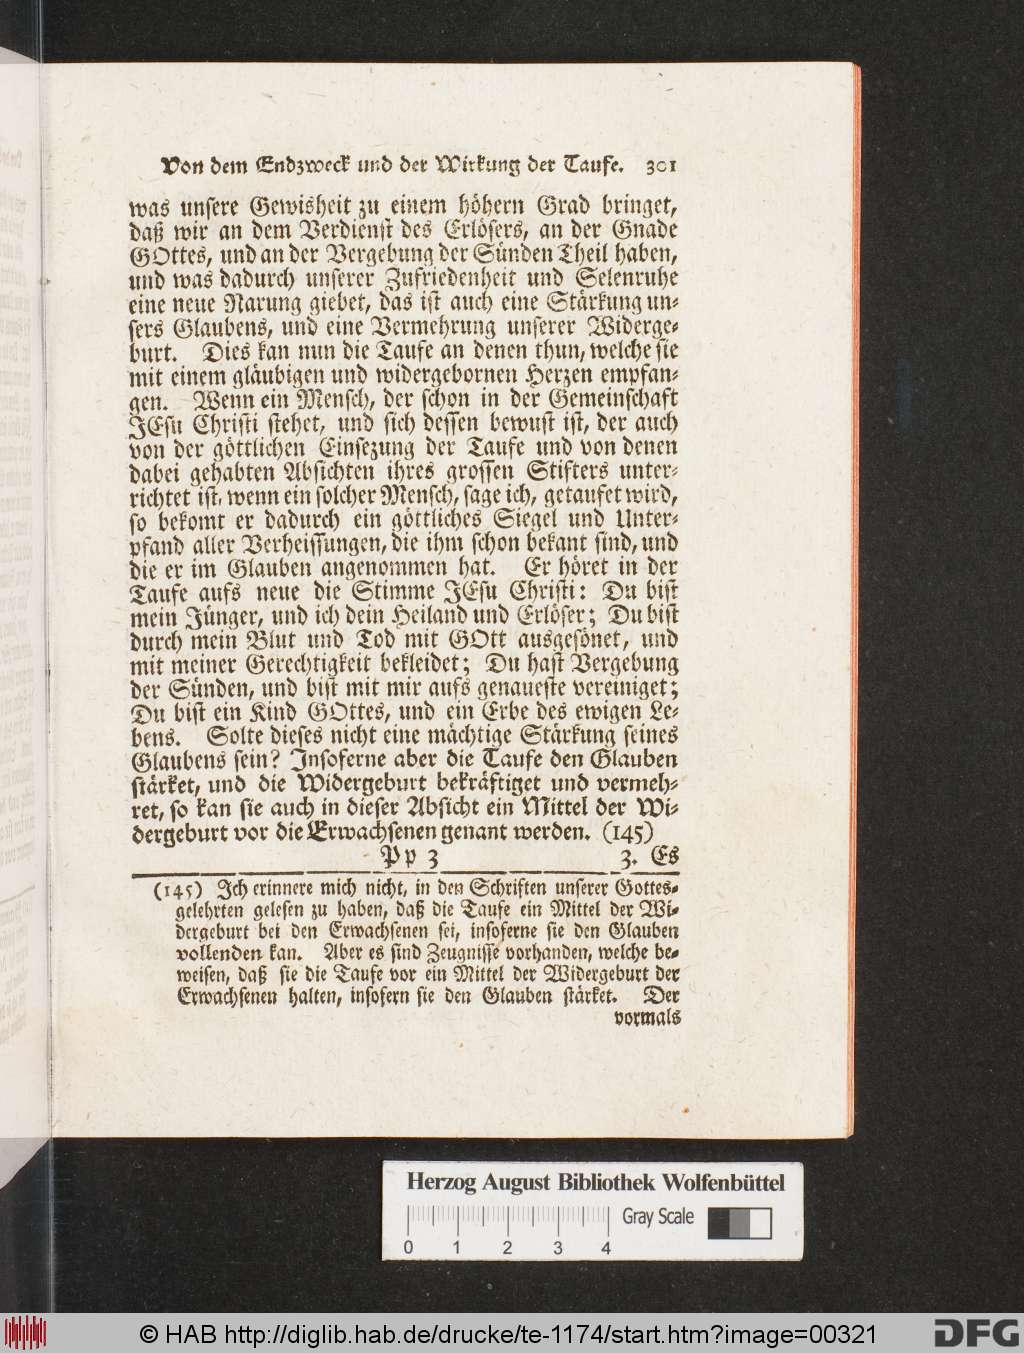 Von dem Endzweck und der Wirkung der Taufe. 301
was unsere Gewisheit zu einem höhern Grad bringet,
daß wir an dem Verdienst des Erlösers, an der Gnade
GOttes, und an der Vergebung der Sünden Theil haben,
und was dadurch unserer Zufriedenheit und Selenruhe
eine neue Narung giebet, das ist auch eine Stärkung un-
sers Glaubens, und eine Vermehrung unserer Widerge-
burt. Dies kan nun die Taufe an denen thun, welche sie
mit einem gläubigen und widergebornen Herzen empfan-
gen. Wenn ein Mensch, der schon in der Gemeinschaft
JEsu Christi stehet, und sich dessen bewust ist, der auch
von der göttlichen Einsezung der Taufe und von denen
dabei gehabten Absichten ihres grossen Stifters unter-
richtet ist, wenn ein solcher Mensch, sage ich, getaufet wird,
so bekomt er dadurch ein göttliches Siegel und Unter-
pfand aller Verheissungen, die ihm schon bekant sind, und
die er im Glauben angenommen hat. Er höret in der
Taufe aufs neue die Stimme JEsu Christi: Du bist
mein Jünger, und ich dein Heiland und Erlöser; Du bist
durch mein Blut und Tod mit GOtt ausgesönet, und
mit meiner Gerechtigkeit bekleidet; Du hast Vergebung
der Sünden, und bist mit mir aufs genaueste vereiniget;
Du bist ein Kind GOttes, und ein Erbe des ewigen Le-
bens. Solte dieses nicht eine mächtige Stärkung seines
Glaubens sein? Insoferne aber die Taufe den Glauben
stärket, und die Widergeburt bekräftiget und vermeh-
ret, so kan sie auch in dieser Absicht ein Mittel der Wi-
dergeburt vor die Erwachsenen genant werden. (145)
Pp 3 3. Es
(145) Ich erinnere mich nicht, in den Schriften unserer Gottes-
gelehrten gelesen zu haben, daß die Taufe ein Mittel der Wi-
dergeburt bei den Erwachsenen sei, insoferne sie den Glauben
vollenden kan. Aber es sind Zeugnisse vorhanden, welche be-
weisen, daß sie die Taufe vor ein Mittel der Widergeburt der
Erwachsenen halten, insofern sie den Glauben stärket. Der
vormals
Herzog August Bibliothek Wolfenbüttel
Gray Scale
0 1 2 3 4
© HAB http://diglib.hab.de/drucke/te-1174/start.htm?image=00321
DFG